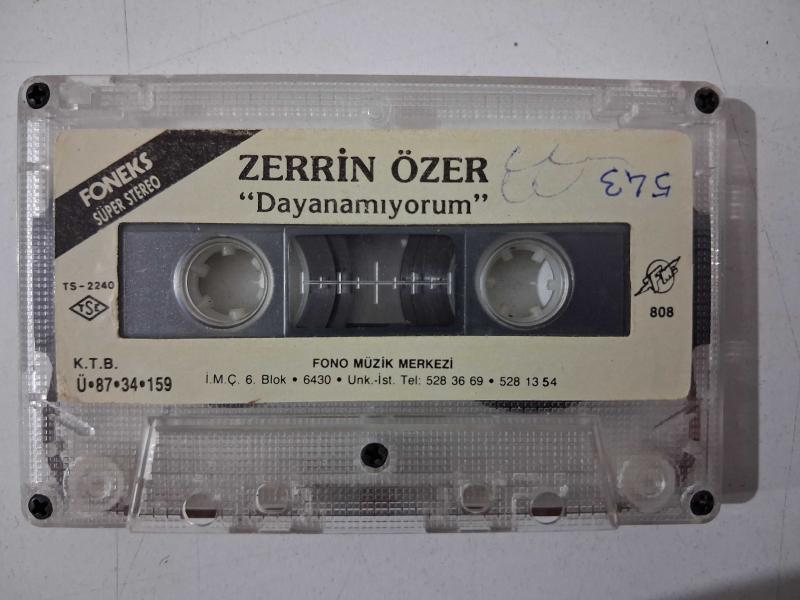 FONEKS
SÜPER STEREO
ZERRİN ÖZER
"Dayanamıyorum"
543
TS-2240
TSE
808
K.T.B.
Ü•87•34•159
FONO MÜZİK MERKEZİ
İ.M.Ç. 6. Blok • 6430 • Unk.-İst. Tel: 528 36 69 • 528 13 54